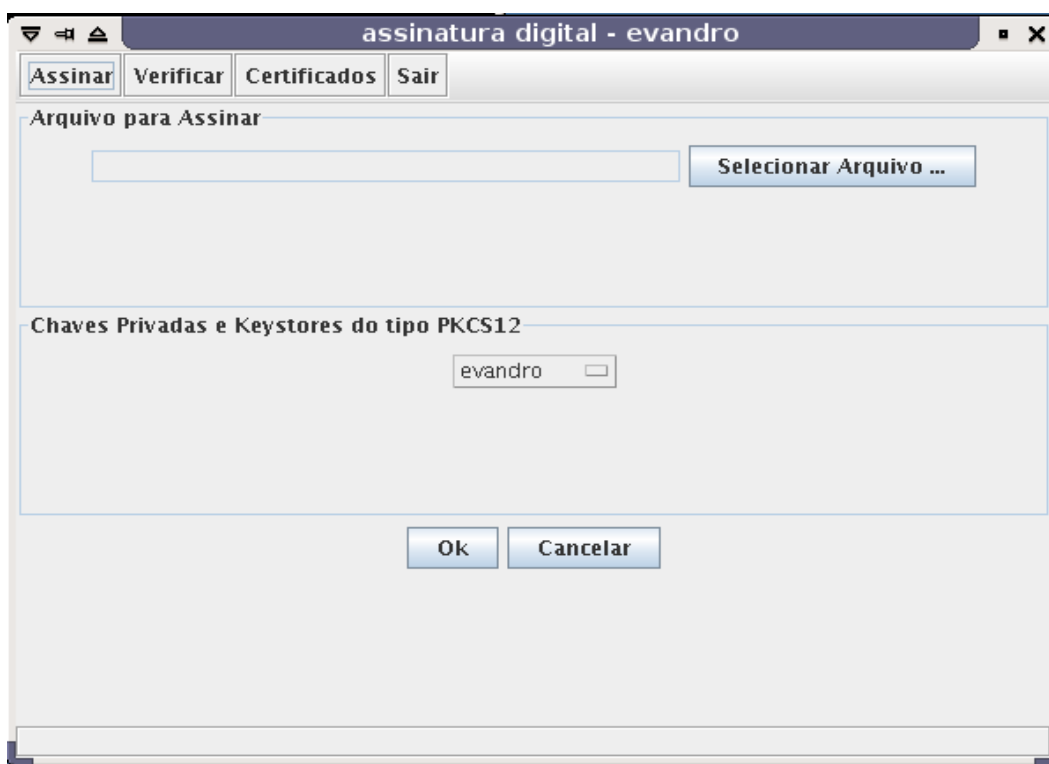 assinatura digital - evandro
Assinar Verificar Certificados Sair
Arquivo para Assinar
Selecionar Arquivo ...
Chaves Privadas e Keystores do tipo PKCS12
evandro
Ok Cancelar